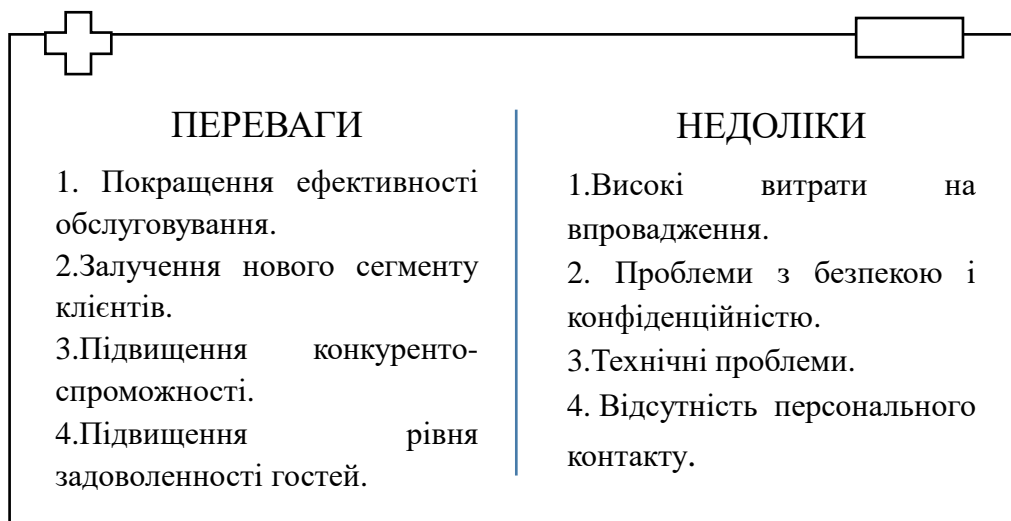 ПЕРЕВАГИ
1. Покращення ефективності
обслуговування.
2.Залучення нового сегменту
клієнтів.
3.Підвищення конкуренто-
спроможності.
4.Підвищення рівня
задоволенності гостей.
НЕДОЛІКИ
1.Високі витрати на
впровадження.
2. Проблеми з безпекою і
конфіденційністю.
3.Технічні проблеми.
4. Відсутність персонального
контакту.